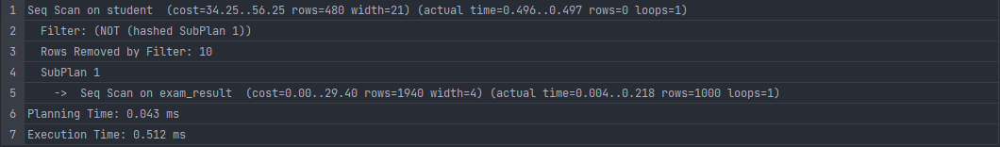 1 Seq Scan on student  (cost=34.25..56.25 rows=480 width=21) (actual time=0.496..0.497 rows=0 loops=1)
2   Filter: (NOT (hashed SubPlan 1))
3   Rows Removed by Filter: 10
4   SubPlan 1
5     ->  Seq Scan on exam_result  (cost=0.00..29.40 rows=1940 width=4) (actual time=0.004..0.218 rows=1000 loops=1)
6 Planning Time: 0.043 ms
7 Execution Time: 0.512 ms